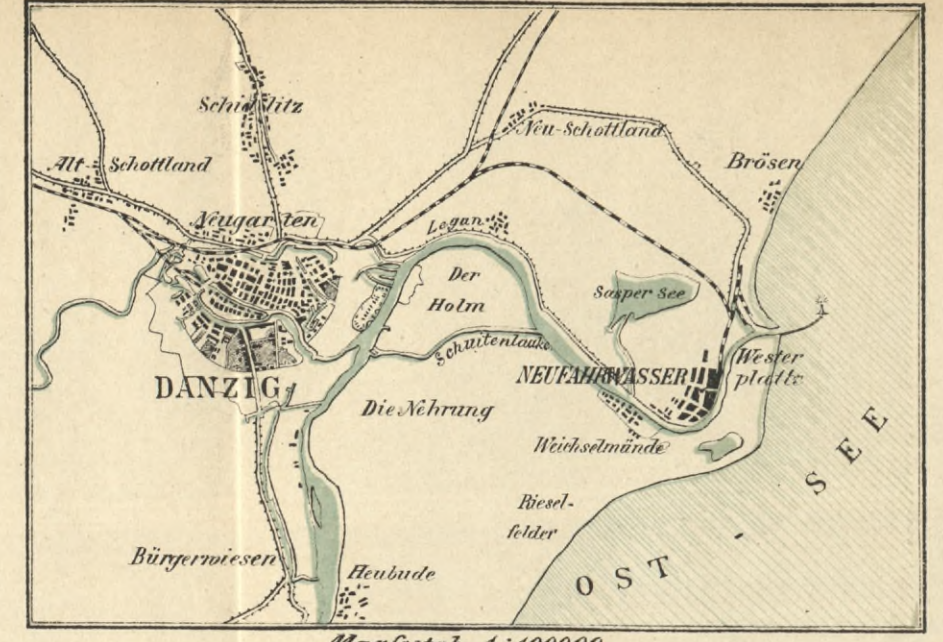 Schidlitz
Neu-Schottland
Alt-Schottland
Brösen
Neugarten
Legan
Der
Holm
Sasper See
Schuitenlaake
Wester
platte
NEUFAHRWASSER
DANZIG
Die Nehrung
Weichselmünde
Riesel-
felder
OST-SEE
Bürgerwiesen
Heubude